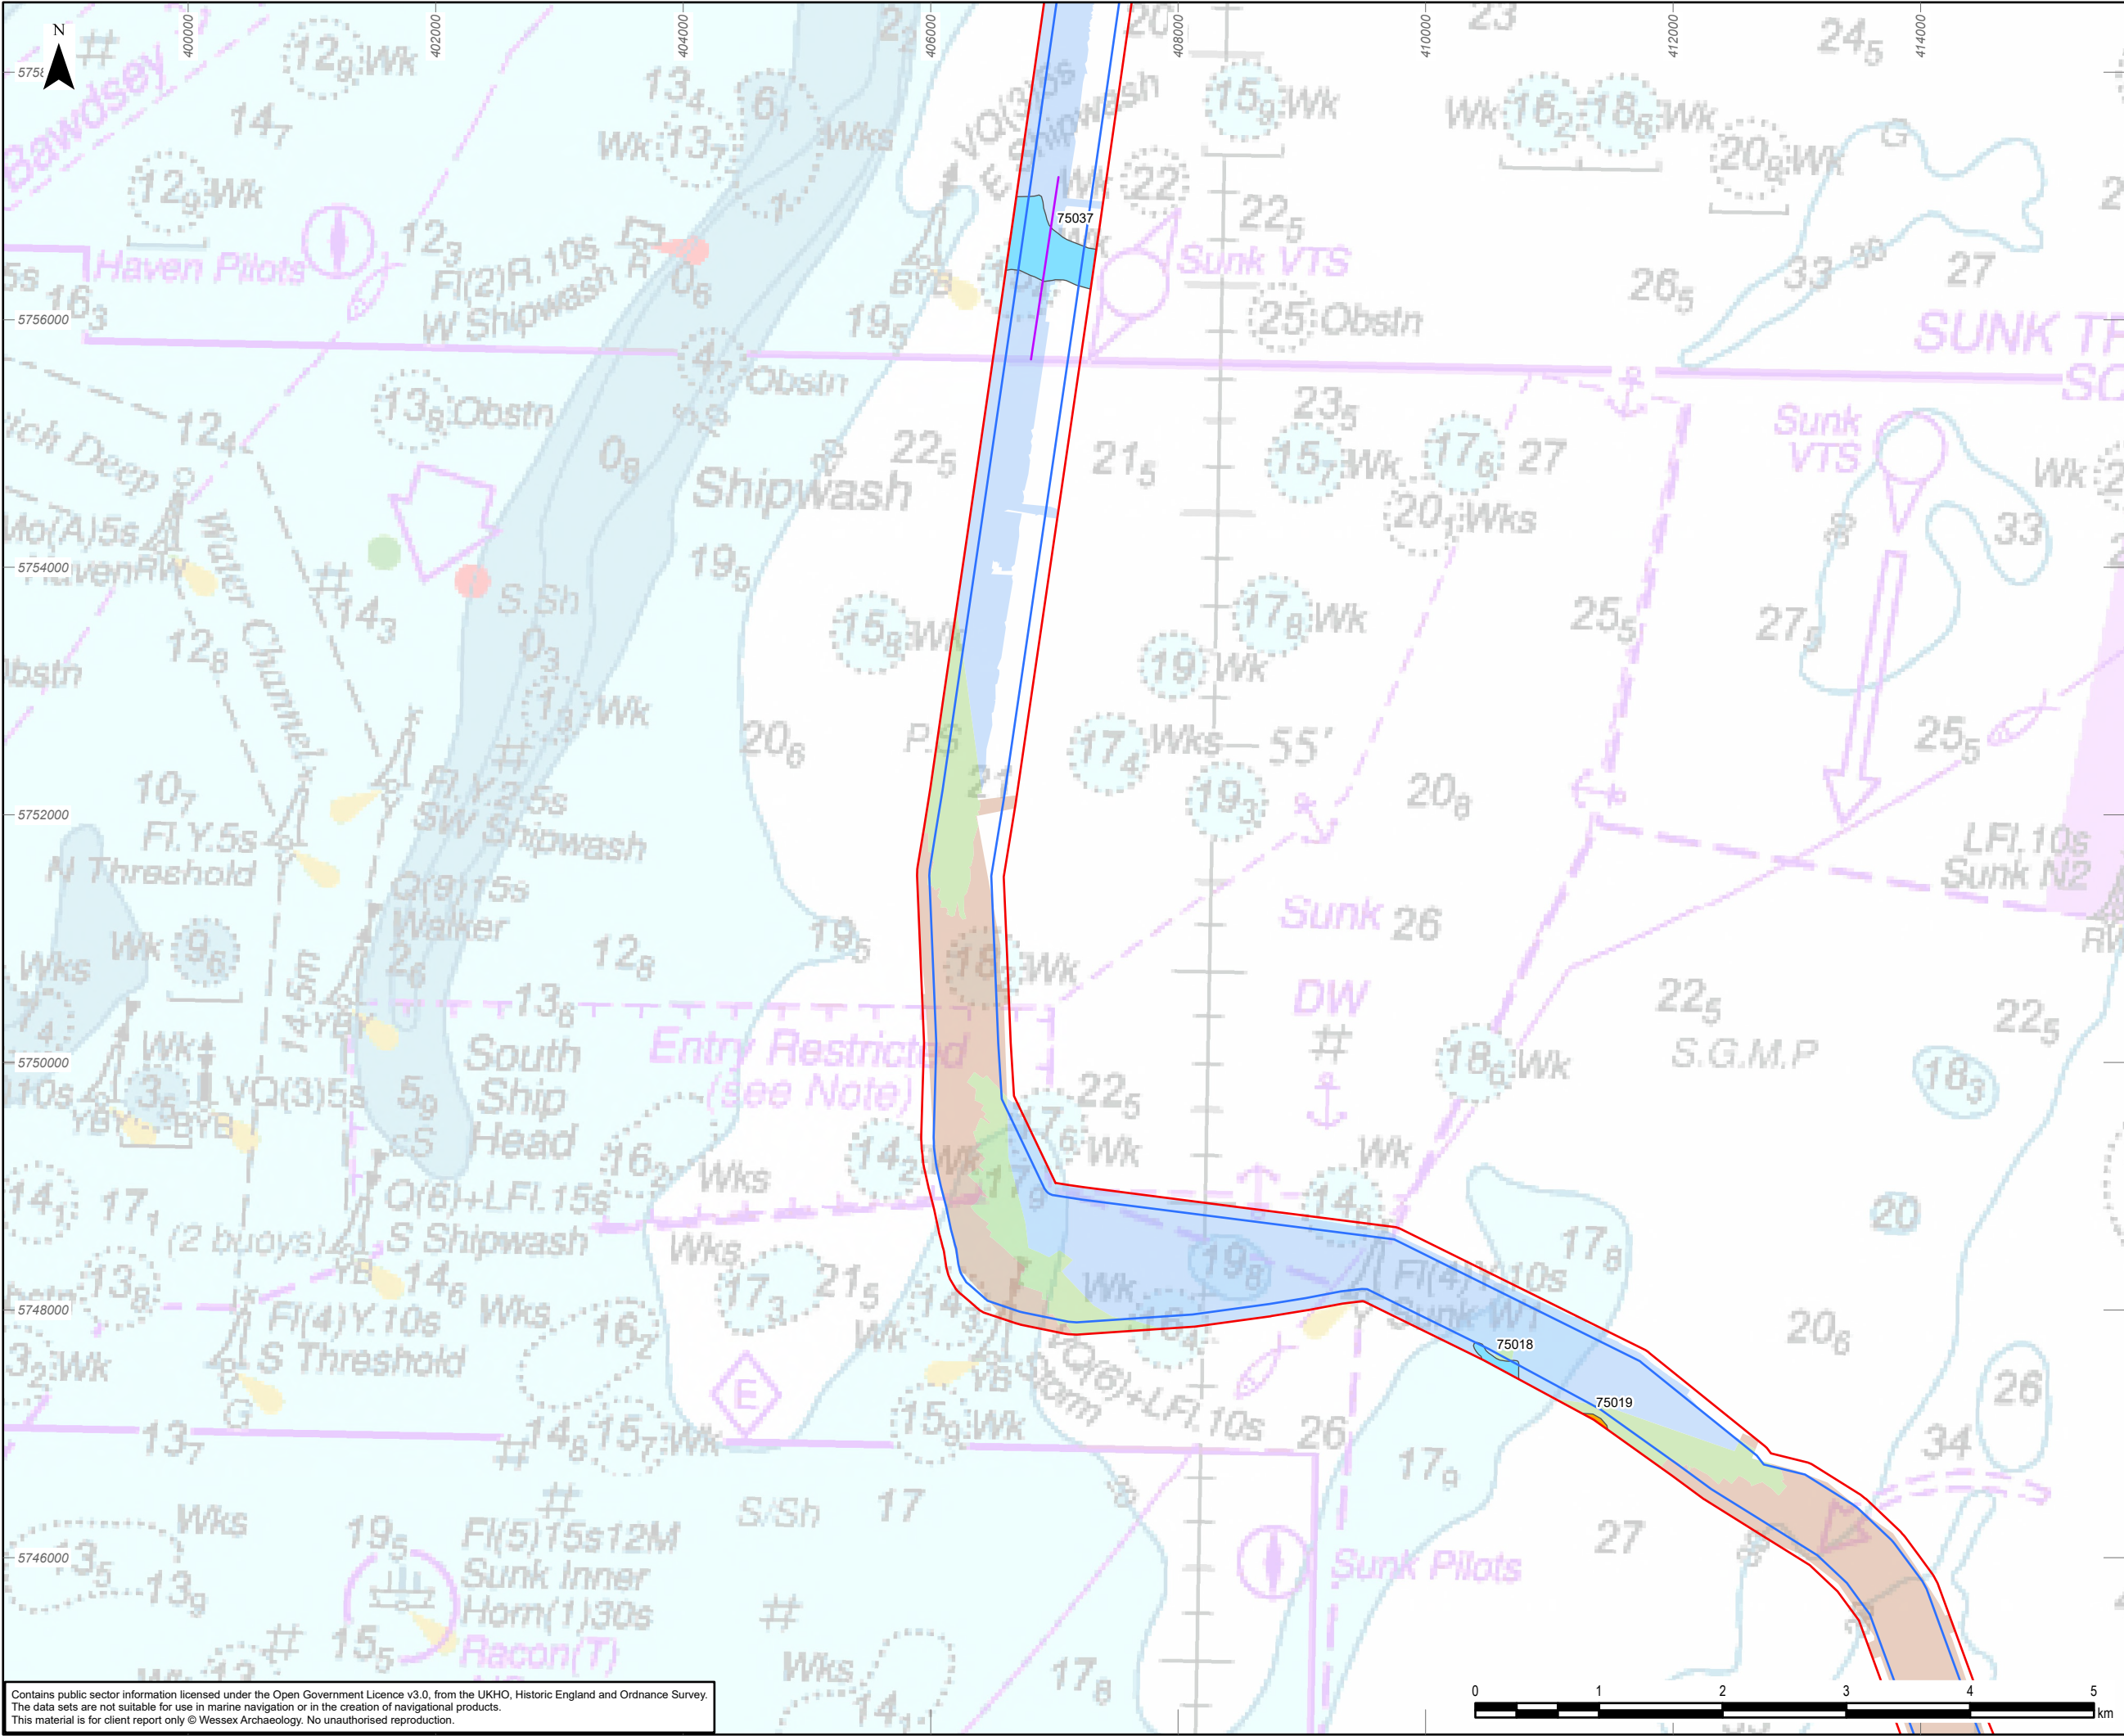 400000
402000
404000
406000
408000
410000
412000
414000
N
Bawdsey
12₉ Wk
14₇
12₉ Wk
13₄
Wk 13₇
6₁
Wks
1
VQ(3)5s
E Shipwash
20
15₉ Wk
23
Wk 16₂ 18₆ Wk
20₈ Wk
24₅
G
Wk 22
75037
22₅
Haven Pilots
16₃
12₃
Fl(2)R.10s
W Shipwash
R
0₆
BYB
19₅
Sunk VTS
25 Obstn
26₅
33
36
27
5756000
4₇ Obstn
13₈ Obstn
12₄
0₈
Shipwash
22₅
21₅
23₅
15₇ Wk
17₆
27
20₁ Wks
Sunk
VTS
Wk
33
SUNK
Mo(A)5s
Water Channel
5754000
14₃
S.Sh
0₃
19₅
12₈
1₃ Wk
15₈ Wk
17₈ Wk
19 Wk
25₅
27₅
20₆
P.S
21
17₄ Wks
55′
19₃
20₈
25₅
10₇
Fl.Y.5s
N Threshold
Fl.Y.2.5s
SW Shipwash
5752000
LFl.10s
Sunk N2
Q(9)15s
Walker
Wk 9₆
Wks
2₆
12₈
19₅
18₂ Wk
Sunk
26
DW
13₆
YB
South
Ship
Head
Entry Restricted
(see Note)
22₅
S.G.M.P
22₅
5750000
Wk
VQ(3)5s
BYB
5₉
18₆ Wk
18₃
22₅
17₆ Wk
14₂ Wk
16₂
Wks
14₁
17₁
Q(6)+LFl.15s
S Shipwash
(2 buoys)
YB
14₆
17₉
Wk
14₆
20
13₈
Wks
17₃
21₅
19₈
17₈
Fl(4)Y.10s
Sunk W1
5748000
Fl(4)Y.10s
S Threshold
Wks
16₂
Wk
Wk
75018
20₆
G
E
YB
Q(6)+LFl.10s
Storm
75019
26
13₇
14₈
15₇ Wk
15₉ Wk
26
17₉
34
Wks
19₅
S/Sh
17
Fl(5)15s12M
Sunk Inner
Horn(1)30s
Racon(T)
5746000
13₉
15₅
Sunk Pilots
27
Wks
17₈
14₁
Contains public sector information licensed under the Open Government Licence v3.0, from the UKHO, Historic England and Ordnance Survey.
The data sets are not suitable for use in marine navigation or in the creation of navigational products.
This material is for client report only © Wessex Archaeology. No unauthorised reproduction.
0 1 2 3 4 5
km